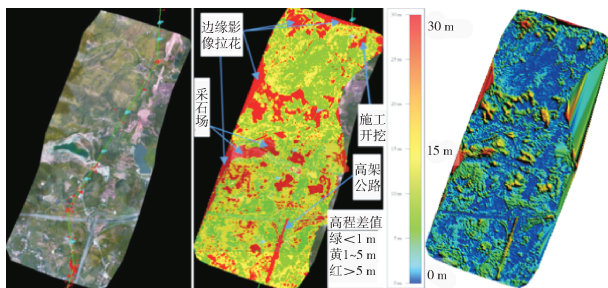 边缘影
像拉花
采石
场
施工
开挖
高架
公路
高程差值
绿<1 m
黄1~5 m
红>5 m
30 m
15 m
0 m